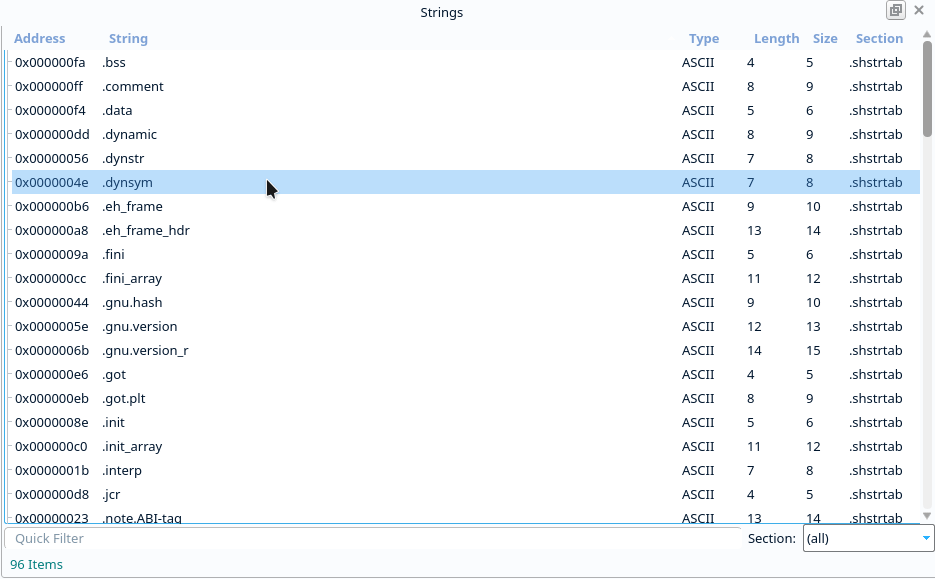 Strings
Address String Type Length Size Section
0x000000fa .bss ASCII 4 5 .shstrtab
0x000000ff .comment ASCII 8 9 .shstrtab
0x000000f4 .data ASCII 5 6 .shstrtab
0x000000dd .dynamic ASCII 8 9 .shstrtab
0x00000056 .dynstr ASCII 7 8 .shstrtab
0x0000004e .dynsym ASCII 7 8 .shstrtab
0x000000b6 .eh_frame ASCII 9 10 .shstrtab
0x000000a8 .eh_frame_hdr ASCII 13 14 .shstrtab
0x0000009a .fini ASCII 5 6 .shstrtab
0x000000cc .fini_array ASCII 11 12 .shstrtab
0x00000044 .gnu.hash ASCII 9 10 .shstrtab
0x0000005e .gnu.version ASCII 12 13 .shstrtab
0x0000006b .gnu.version_r ASCII 14 15 .shstrtab
0x000000e6 .got ASCII 4 5 .shstrtab
0x000000eb .got.plt ASCII 8 9 .shstrtab
0x0000008e .init ASCII 5 6 .shstrtab
0x000000c0 .init_array ASCII 11 12 .shstrtab
0x0000001b .interp ASCII 7 8 .shstrtab
0x000000d8 .jcr ASCII 4 5 .shstrtab
0x00000023 .note.ABI-tag ASCII 13 14 .shstrtab
Quick Filter Section: (all)
96 Items